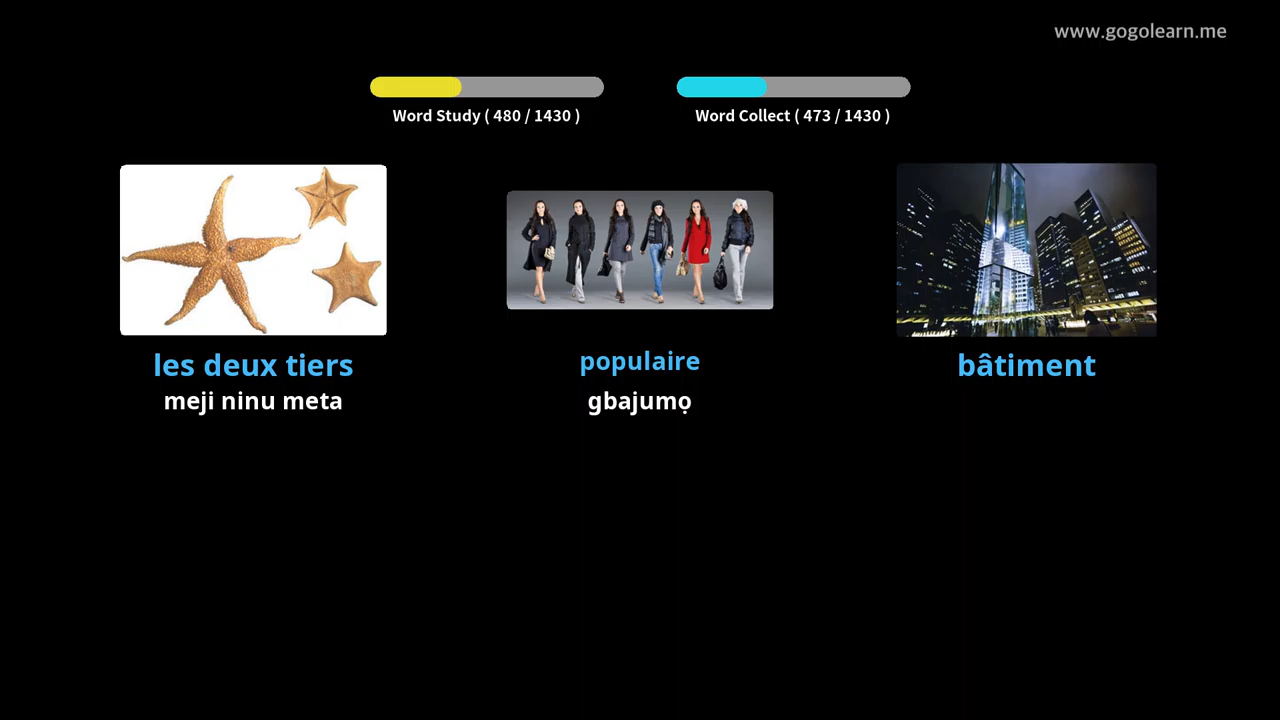 www.gogolearn.me
Word Study ( 480 / 1430 )
Word Collect ( 473 / 1430 )
les deux tiers
meji ninu meta
populaire
gbajumọ
bâtiment